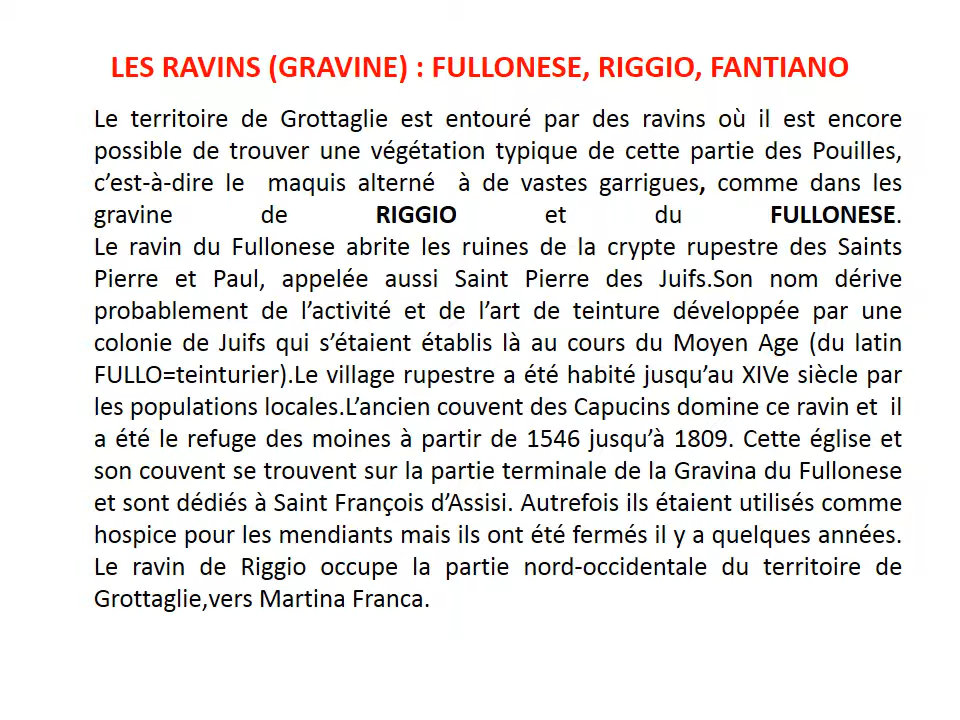 LES RAVINS (GRAVINE) : FULLONESE, RIGGIO, FANTIANO
Le territoire de Grottaglie est entouré par des ravins où il est encore
possible de trouver une végétation typique de cette partie des Pouilles,
c’est-à-dire le  maquis alterné  à de vastes garrigues, comme dans les
gravine de RIGGIO et du FULLONESE.
Le ravin du Fullonese abrite les ruines de la crypte rupestre des Saints
Pierre et Paul, appelée aussi Saint Pierre des Juifs.Son nom dérive
probablement de l’activité et de l’art de teinture développée par une
colonie de Juifs qui s’étaient établis là au cours du Moyen Age (du latin
FULLO=teinturier).Le village rupestre a été habité jusqu’au XIVe siècle par
les populations locales.L’ancien couvent des Capucins domine ce ravin et  il
a été le refuge des moines à partir de 1546 jusqu’à 1809. Cette église et
son couvent se trouvent sur la partie terminale de la Gravina du Fullonese
et sont dédiés à Saint François d’Assisi. Autrefois ils étaient utilisés comme
hospice pour les mendiants mais ils ont été fermés il y a quelques années.
Le ravin de Riggio occupe la partie nord-occidentale du territoire de
Grottaglie,vers Martina Franca.